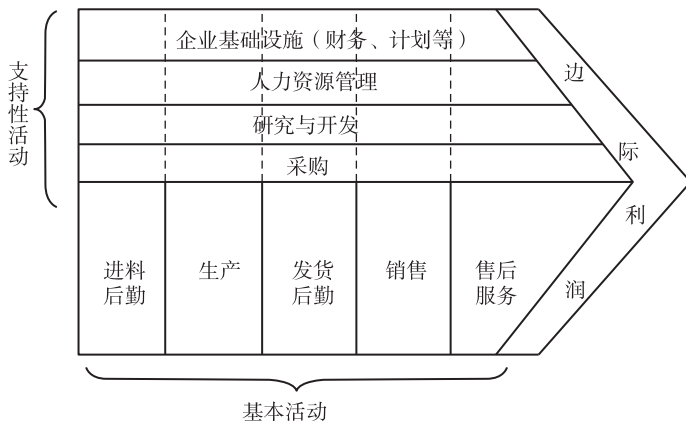 支持性活动
企业基础设施（财务、计划等）
人力资源管理
研究与开发
采购
进料
后勤
生产
发货
后勤
销售
售后
服务
边
际
利
润
基本活动